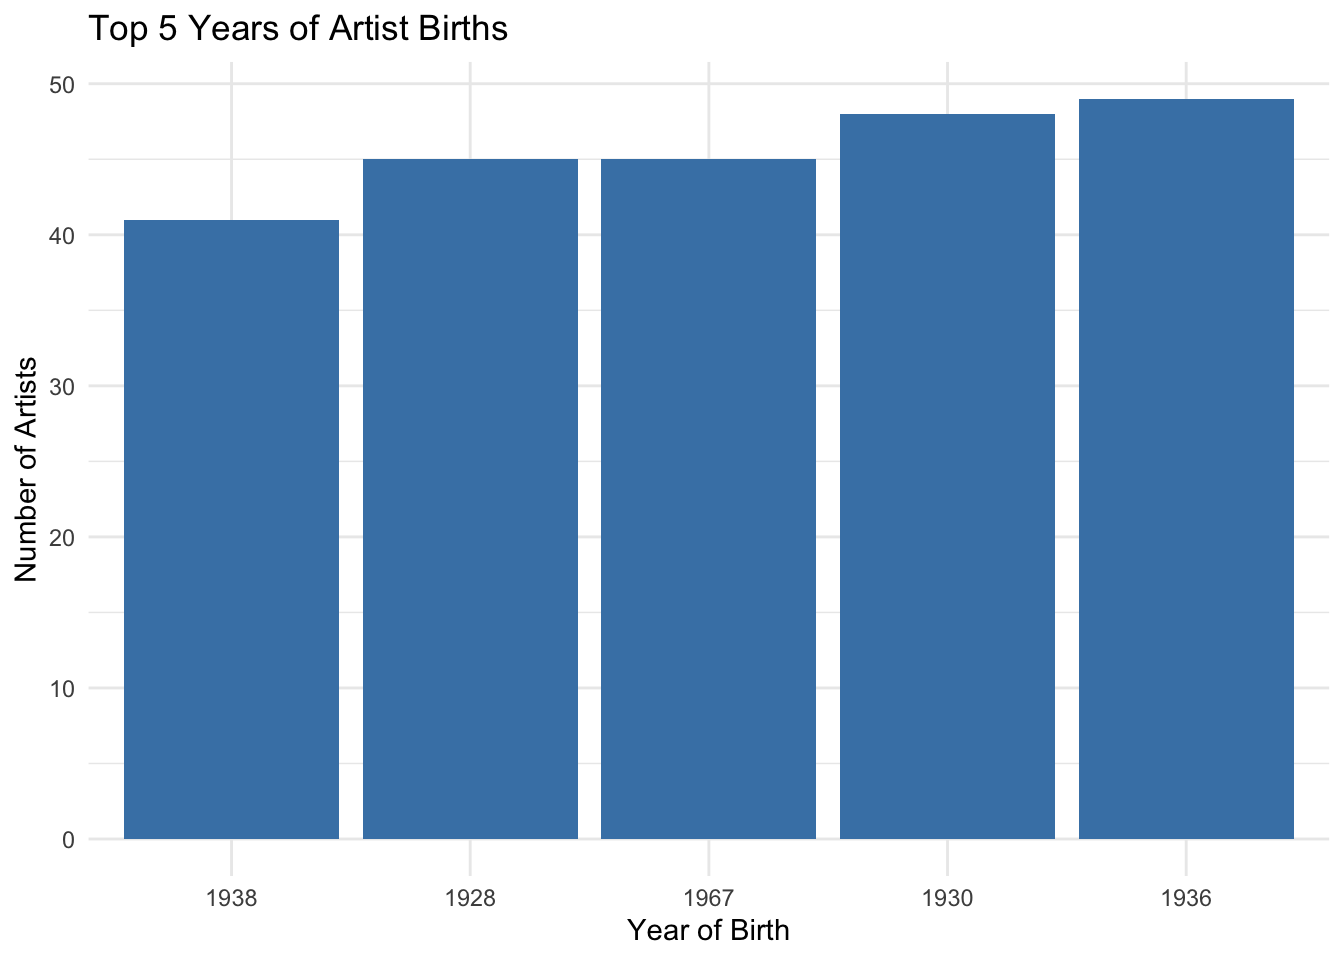 Top 5 Years of Artist Births
50
40
30
20
10
0
Number of Artists
1938 1928 1967 1930 1936
Year of Birth